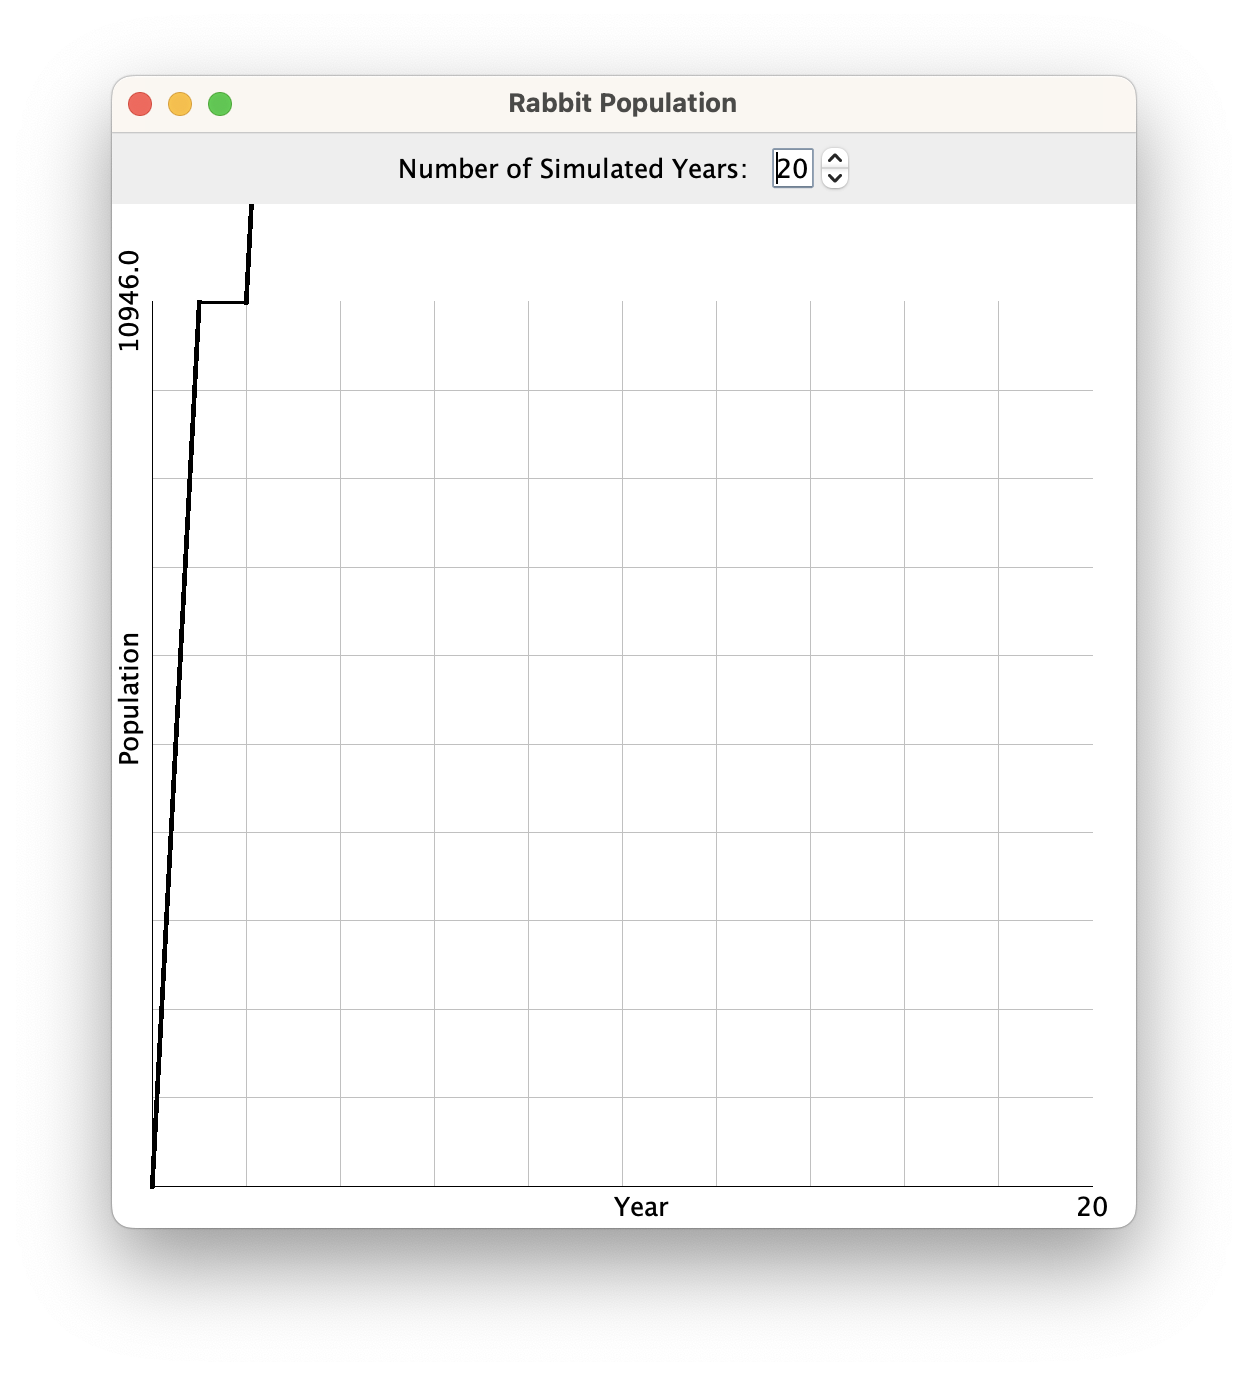 Rabbit Population
Number of Simulated Years: 20
10946.0
Population
Year
20